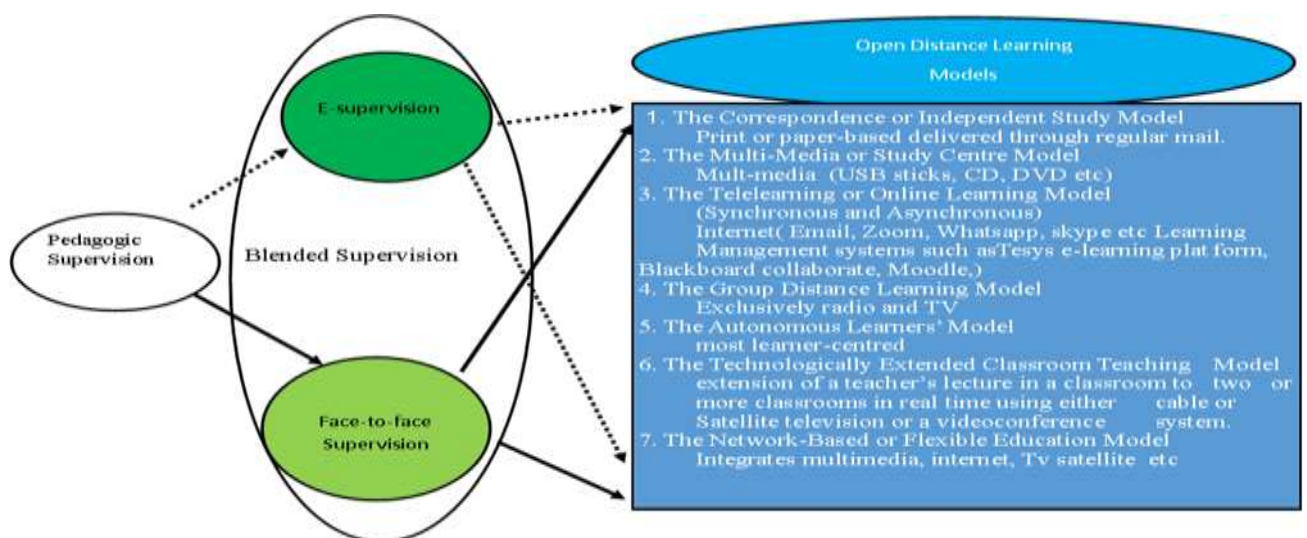 Pedagogic
Supervision
E-supervision
Blended Supervision
Face-to-face
Supervision
Open Distance Learning
Models
1. The Correspondence or Independent Study Model
Print or paper-based delivered through regular mail.
2. The Multi-Media or Study Centre Model
Mult-media (USB sticks, CD, DVD etc)
3. The Telelearning or Online Learning Model
(Synchronous and Asynchronous)
Internet( Email, Zoom, Whatsapp, skype etc Learning
Management systems such asTesys e-learning plat form,
Blackboard collaborate, Moodle,)
4. The Group Distance Learning Model
Exclusively radio and TV
5. The Autonomous Learners’ Model
most learner-centred
6. The Technologically Extended Classroom Teaching Model
extension of a teacher’s lecture in a classroom to two or
more classrooms in real time using either cable or
Satellite television or a videoconference system.
7. The Network-Based or Flexible Education Model
Integrates multimedia, internet, Tv satellite etc